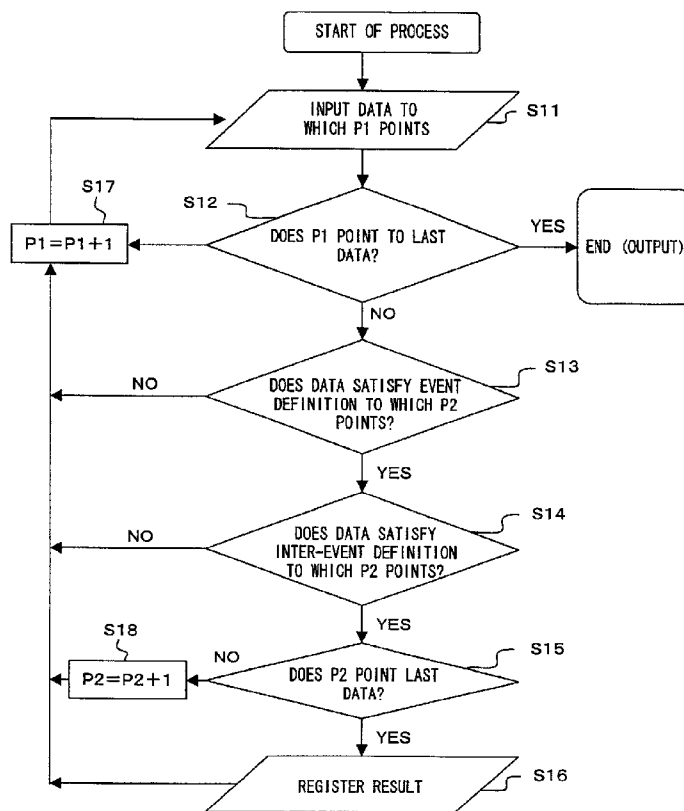 START OF PROCESS
INPUT DATA TO
WHICH P1 POINTS
S11
S17
P1=P1+1
S12
DOES P1 POINT TO LAST
DATA?
YES
END (OUTPUT)
NO
S13
DOES DATA SATISFY EVENT
DEFINITION TO WHICH P2
POINTS?
NO
YES
S14
DOES DATA SATISFY
INTER-EVENT DEFINITION
TO WHICH P2 POINTS?
NO
YES
S15
S18
P2=P2+1
NO
DOES P2 POINT LAST
DATA?
YES
REGISTER RESULT
S16